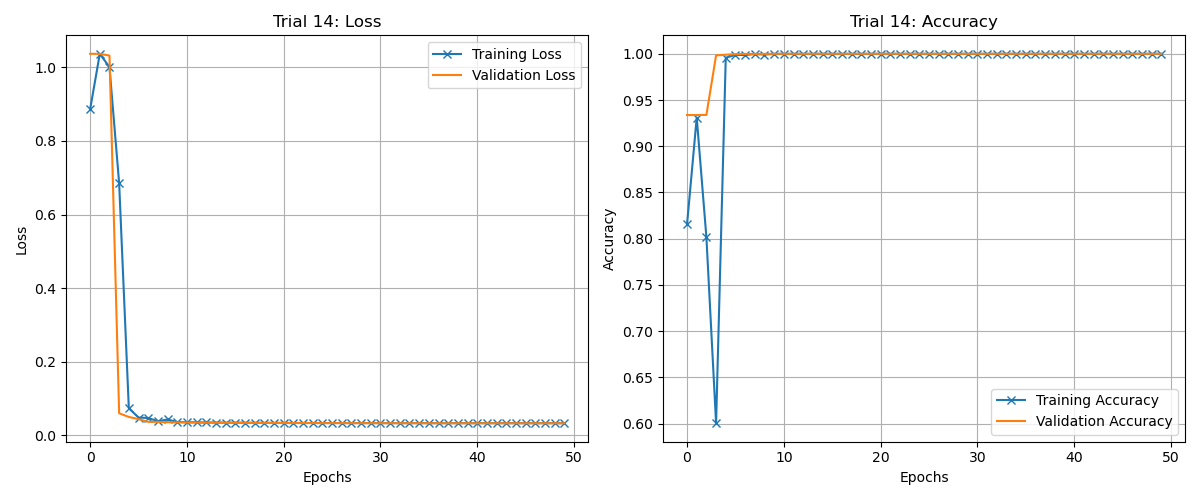 Trial 14: Loss
Loss
1.0
0.8
0.6
0.4
0.2
0.0
0 10 20 30 40 50
Epochs
Training Loss
Validation Loss
Trial 14: Accuracy
Accuracy
1.00
0.95
0.90
0.85
0.80
0.75
0.70
0.65
0.60
0 10 20 30 40 50
Epochs
Training Accuracy
Validation Accuracy